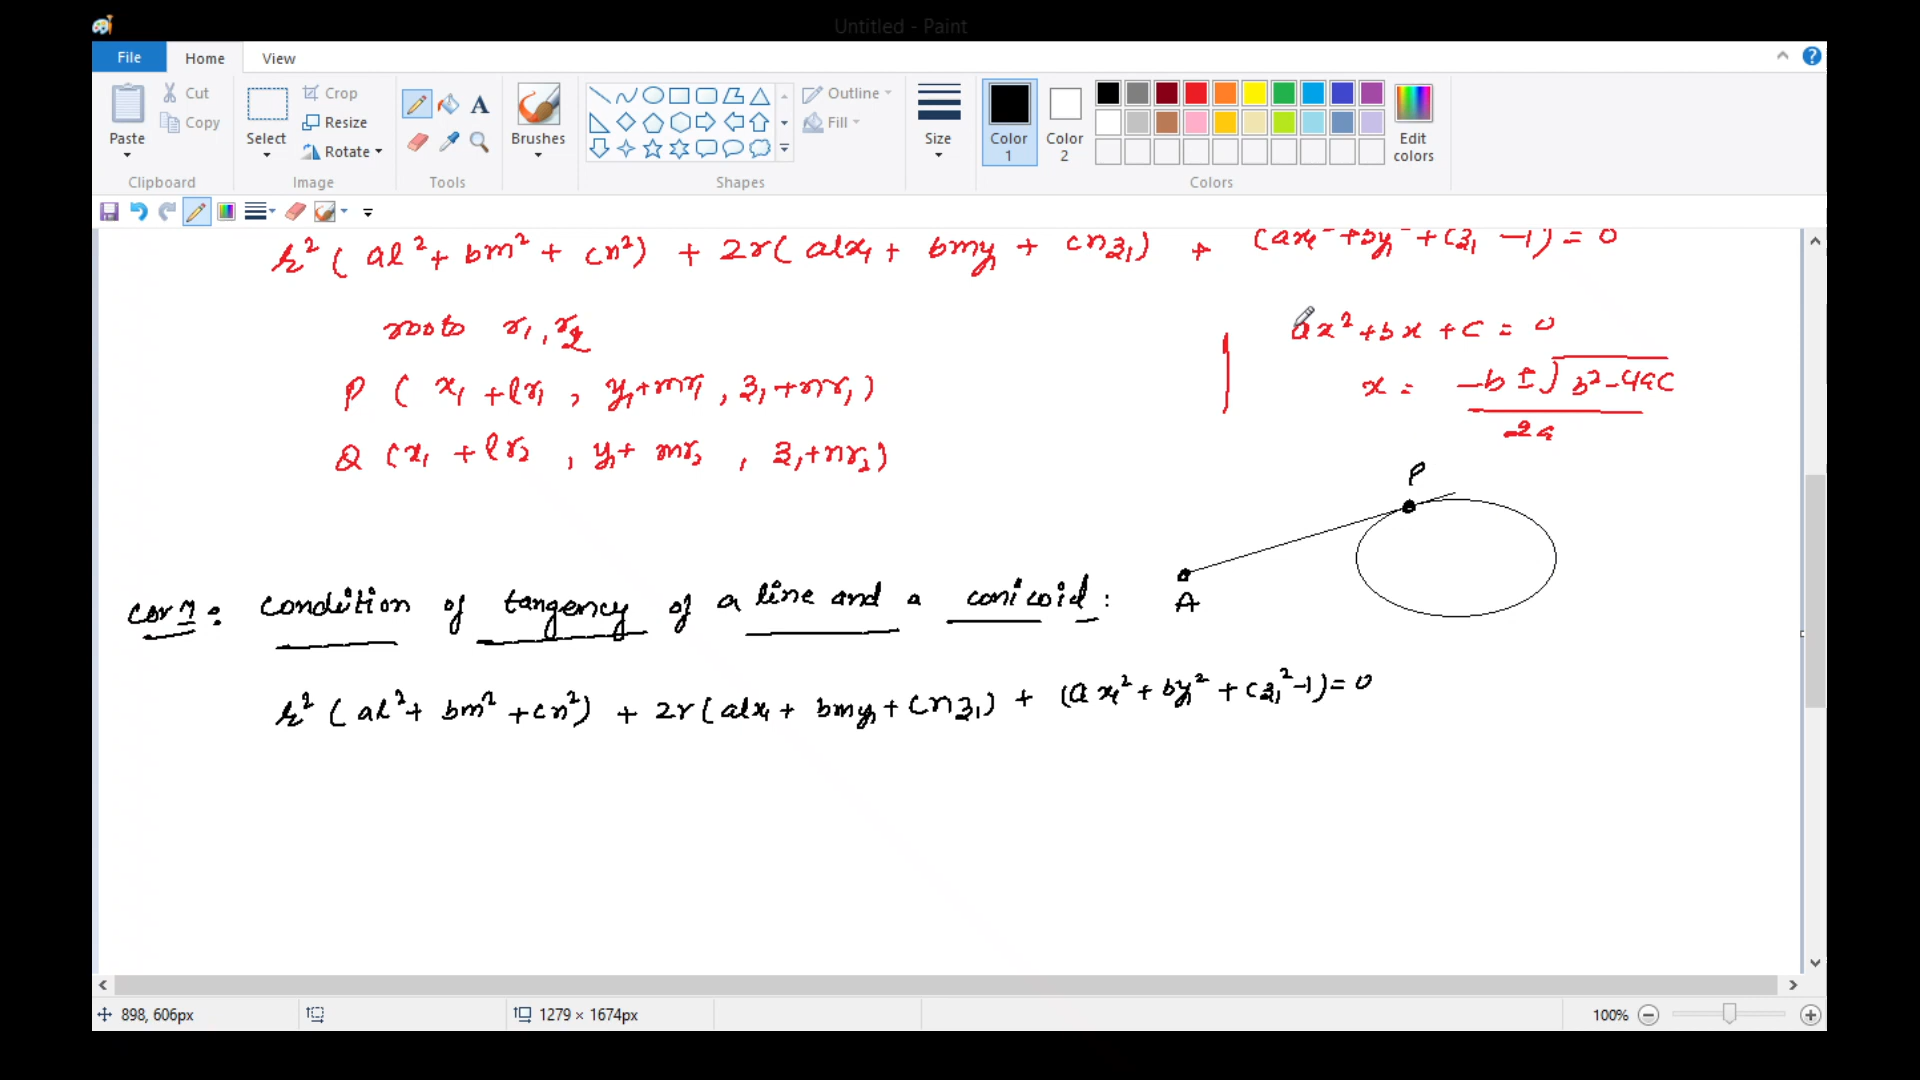 Untitled - Paint
File Home View
Paste Cut Copy Clipboard
Select Crop Resize Rotate Image
Tools
Brushes
Outline Fill Shapes
Size
Color 1 Color 2 Edit colors Colors
r² ( al² + bm² + cn²) + 2r( alx₁ + bmy₁ + cnz₁) + (ax₁² + by₁² + cz₁² - 1) = 0
roots r₁, r₂
ax² + bx + c = 0
P ( x₁ + lr₁ , y₁+mr₁ , z₁+nr₁ )
x = -b ± √b²-4ac
2a
Q (x₁ + lr₂ , y₁+ mr₂ , z₁+nr₂)
P
A
condition of tangency of a line and a conicoid :
r² ( al² + bm² + cn²) + 2r( alx₁ + bmy₁ + cnz₁) + (ax₁² + by₁² + cz₁² -1) = 0
898, 606px 1279 × 1674px 100%